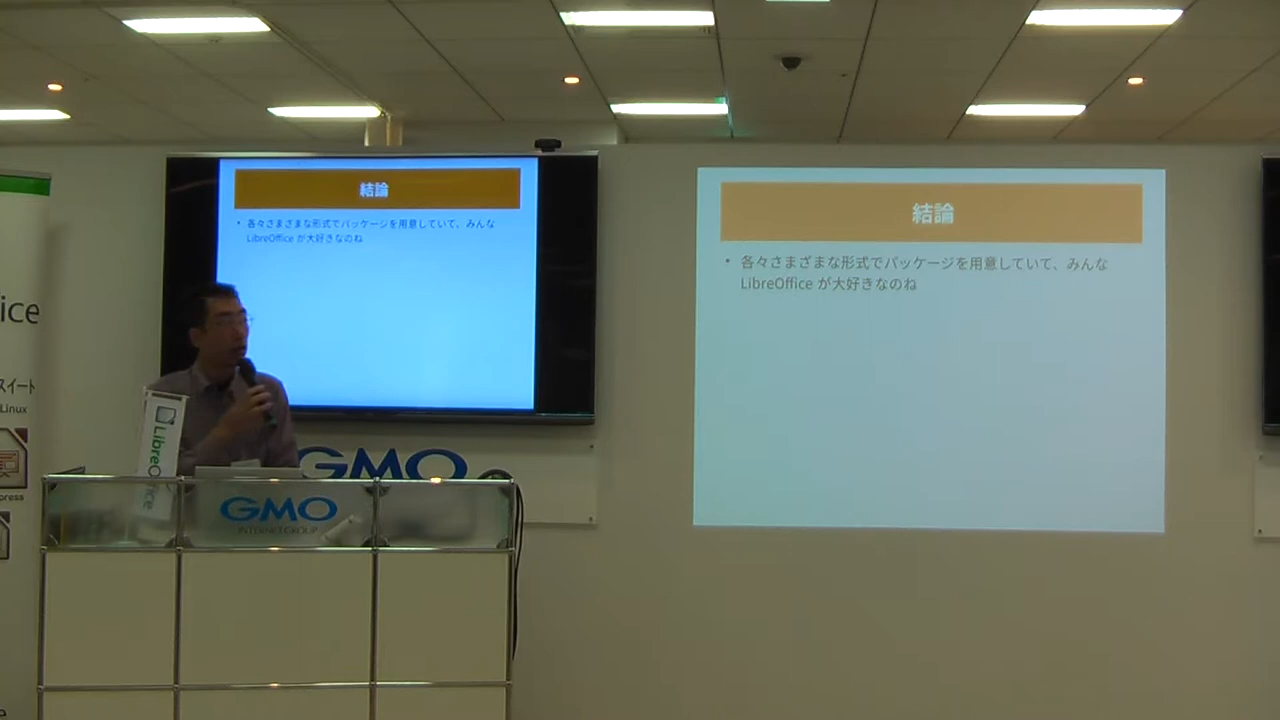 ice
スイート
Linux
press
結論
• 各々さまざまな形式でパッケージを用意していて、みんな
LibreOffice が大好きなのね
GMO
LibreOffice
GMO
INTERNET GROUP
結論
• 各々さまざまな形式でパッケージを用意していて、みんな
LibreOffice が大好きなのね